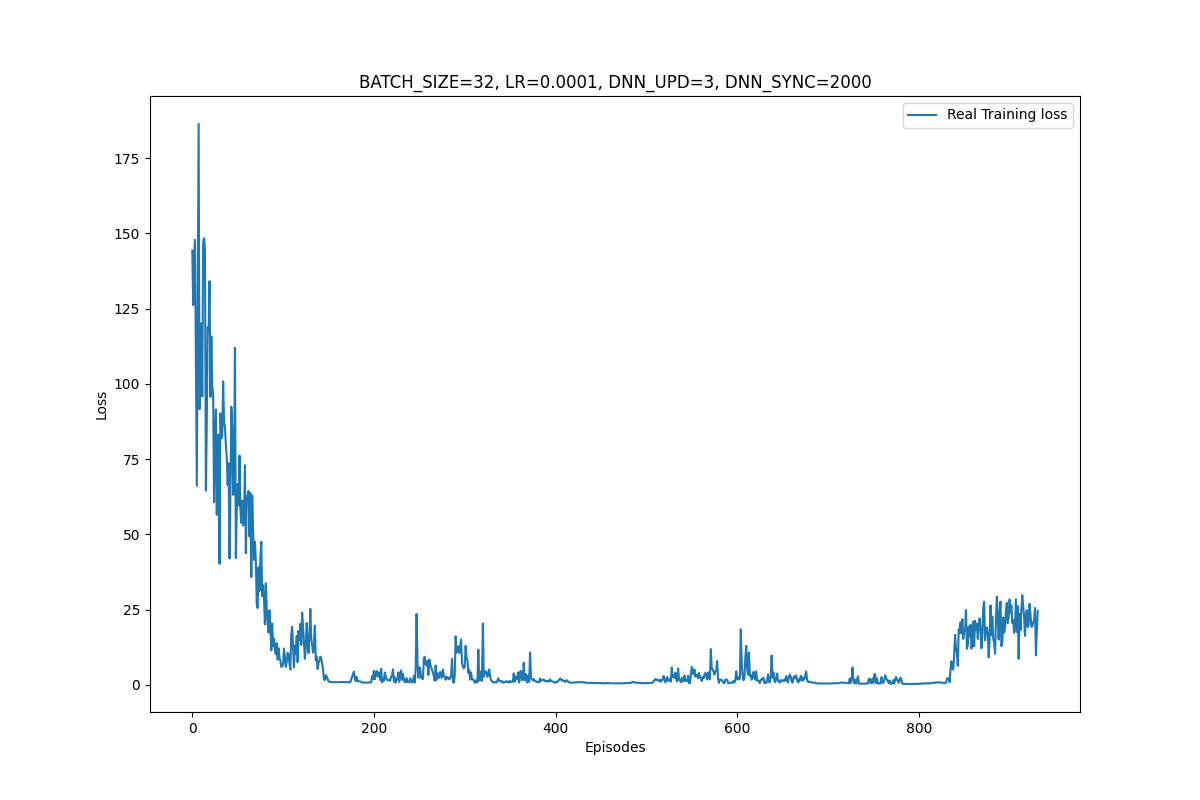 BATCH_SIZE=32, LR=0.0001, DNN_UPD=3, DNN_SYNC=2000
Real Training loss
175
150
125
100
75
50
25
0
Loss
0 200 400 600 800
Episodes